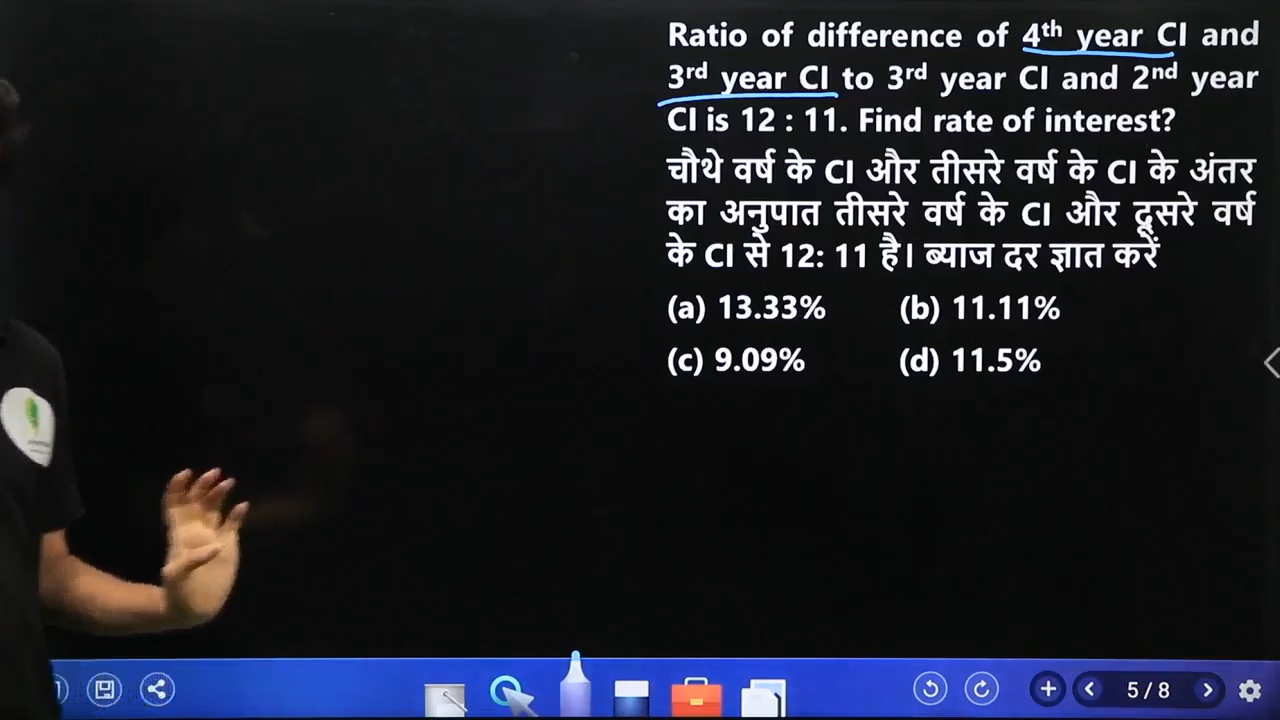 Ratio of difference of 4th year CI and
3rd year CI to 3rd year CI and 2nd year
CI is 12 : 11. Find rate of interest?
चौथे वर्ष के CI और तीसरे वर्ष के CI के अंतर
का अनुपात तीसरे वर्ष के CI और दूसरे वर्ष
के CI से 12: 11 है। ब्याज दर ज्ञात करें
(a) 13.33% (b) 11.11%
(c) 9.09% (d) 11.5%
5 / 8